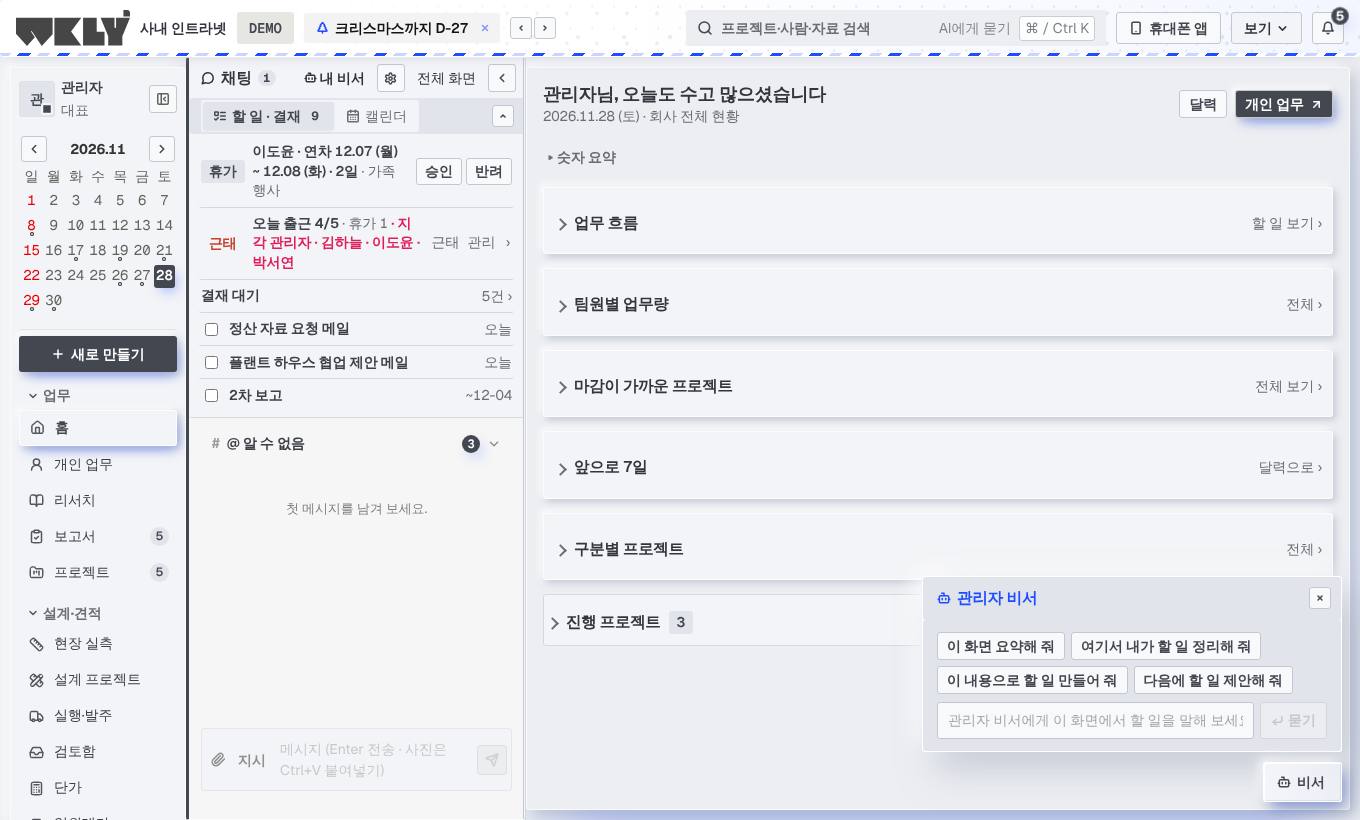 WKLY 사내 인트라넷 DEMO 크리스마스까지 D-27 × ‹ › 프로젝트·사람·자료 검색 AI에게 묻기 ⌘ / Ctrl K 휴대폰 앱 보기 5
관 관리자
대표
2026.11
일 월 화 수 목 금 토
1 2 3 4 5 6 7
8 9 10 11 12 13 14
15 16 17 18 19 20 21
22 23 24 25 26 27 28
29 30
+ 새로 만들기
업무
홈
개인 업무
리서치
보고서 5
프로젝트 5
설계·견적
현장 실측
설계 프로젝트
실행·발주
검토함
단가
채팅 1 내 비서 전체 화면
할 일 · 결재 9 캘린더
휴가 이도윤 · 연차 12.07 (월)
~ 12.08 (화) · 2일 · 가족
행사
승인 반려
근태 오늘 출근 4/5 · 휴가 1 · 지
각 관리자 · 김하늘 · 이도윤 ·
박서연
근태 관리 ›
결재 대기 5건 ›
정산 자료 요청 메일 오늘
플랜트 하우스 협업 제안 메일 오늘
2차 보고 ~12-04
# @ 알 수 없음 3
첫 메시지를 남겨 보세요.
지시 메시지 (Enter 전송 · 사진은
Ctrl+V 붙여넣기)
관리자님, 오늘도 수고 많으셨습니다
2026.11.28 (토) · 회사 전체 현황
달력 개인 업무
숫자 요약
업무 흐름 할 일 보기 ›
팀원별 업무량 전체 ›
마감이 가까운 프로젝트 전체 보기 ›
앞으로 7일 달력으로 ›
구분별 프로젝트 전체 ›
진행 프로젝트 3
관리자 비서 ×
이 화면 요약해 줘 여기서 내가 할 일 정리해 줘
이 내용으로 할 일 만들어 줘 다음에 할 일 제안해 줘
관리자 비서에게 이 화면에서 할 일을 말해 보세요 묻기
비서